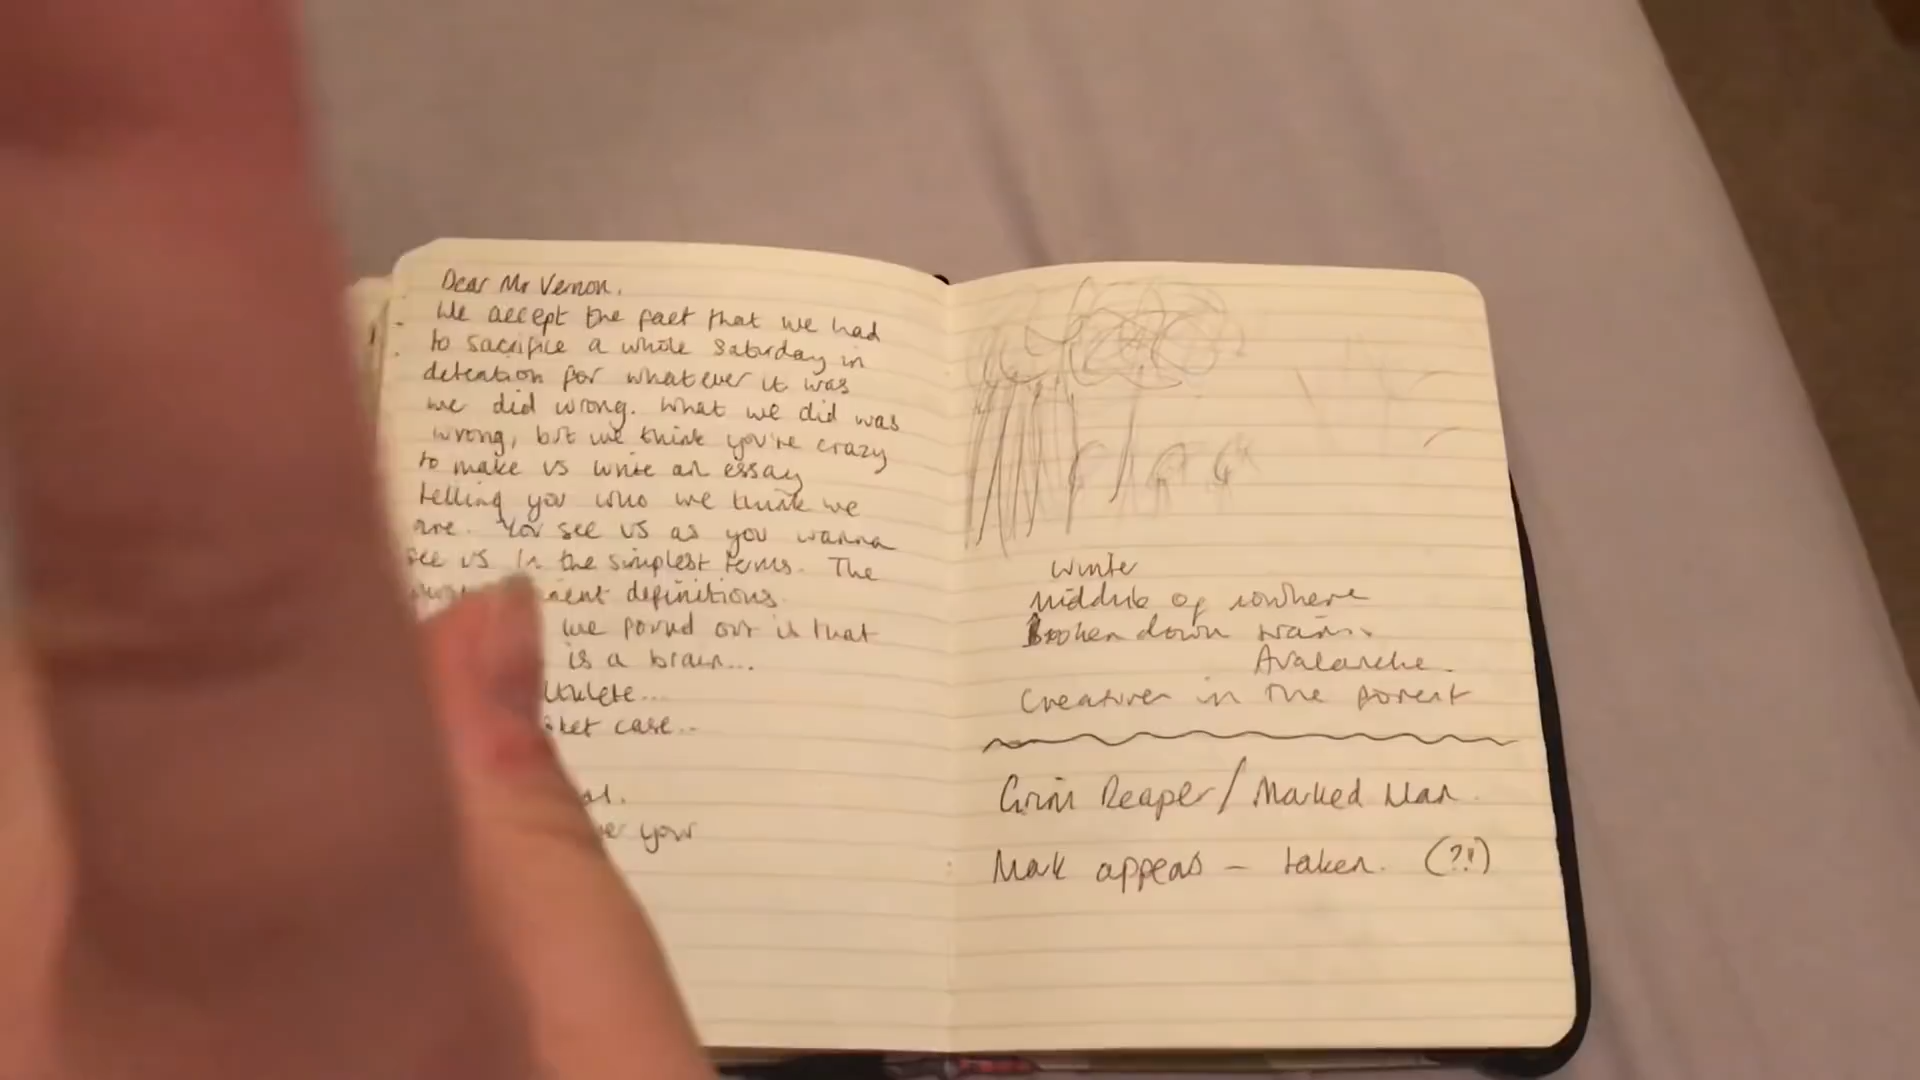 Dear Mr Vernon.
We accept the fact that we had
to sacrifice a whole Saturday in
detention for whatever it was
we did wrong. What we did was
wrong, but we think you're crazy
to make us write an essay
telling you who we think we
are. You see us as you wanna
see us In the simplest terms. The
definitions.
we found out is that
is a brain...
athlete...
case...
your
Winter
Middle of nowhere
Broken down train.
Avalanche.
Creatures in the forest
Grim Reaper/Marked Man
Mark appears – taken. (?!)